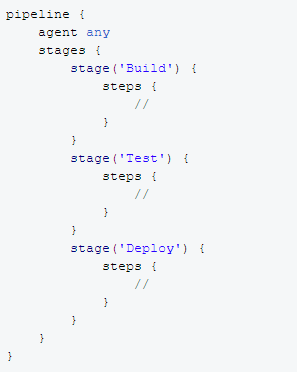 pipeline {
    agent any
    stages {
        stage('Build') {
            steps {
                //
            }
        }
        stage('Test') {
            steps {
                //
            }
        }
        stage('Deploy') {
            steps {
                //
            }
        }
    }
}